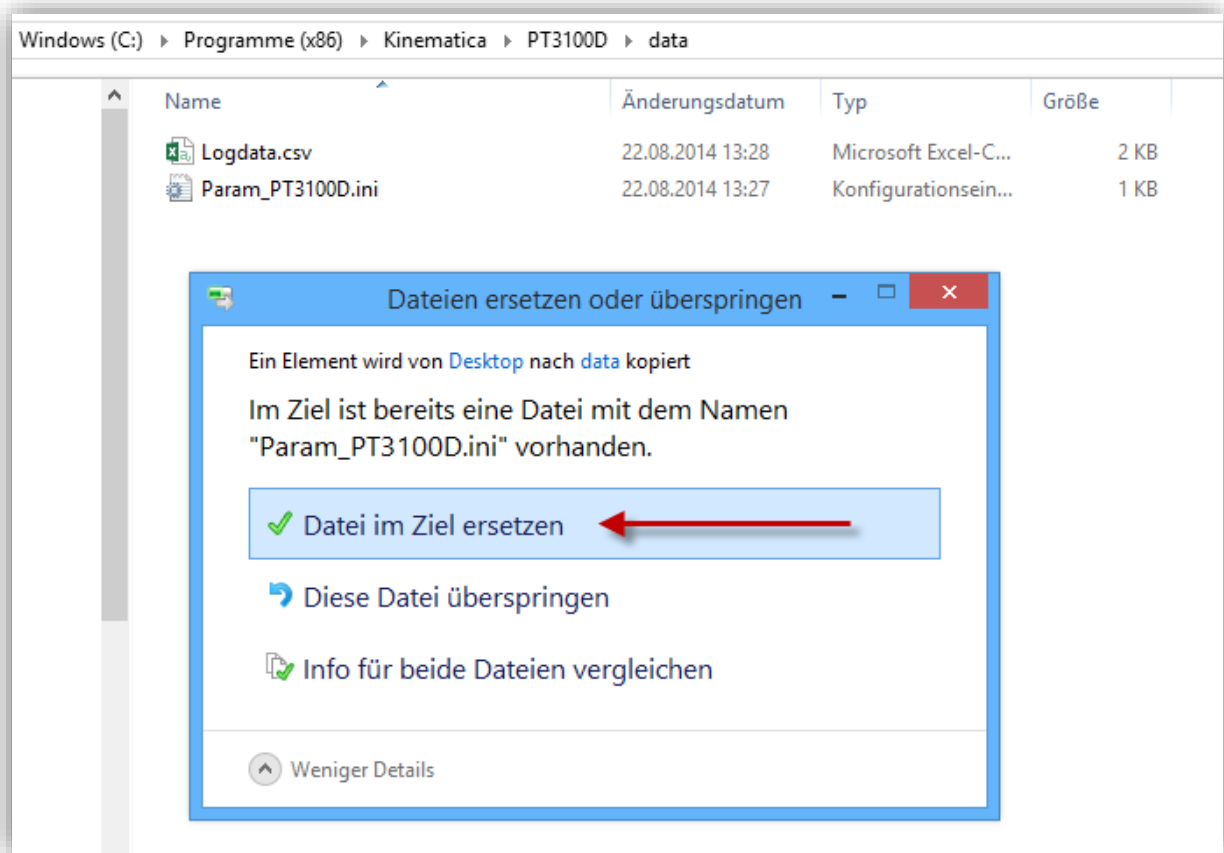 Windows (C:) ▸ Programme (x86) ▸ Kinematica ▸ PT3100D ▸ data
Name Änderungsdatum Typ Größe
Logdata.csv 22.08.2014 13:28 Microsoft Excel-C... 2 KB
Param_PT3100D.ini 22.08.2014 13:27 Konfigurationsein... 1 KB
Dateien ersetzen oder überspringen
Ein Element wird von Desktop nach data kopiert
Im Ziel ist bereits eine Datei mit dem Namen
"Param_PT3100D.ini" vorhanden.
Datei im Ziel ersetzen
Diese Datei überspringen
Info für beide Dateien vergleichen
Weniger Details